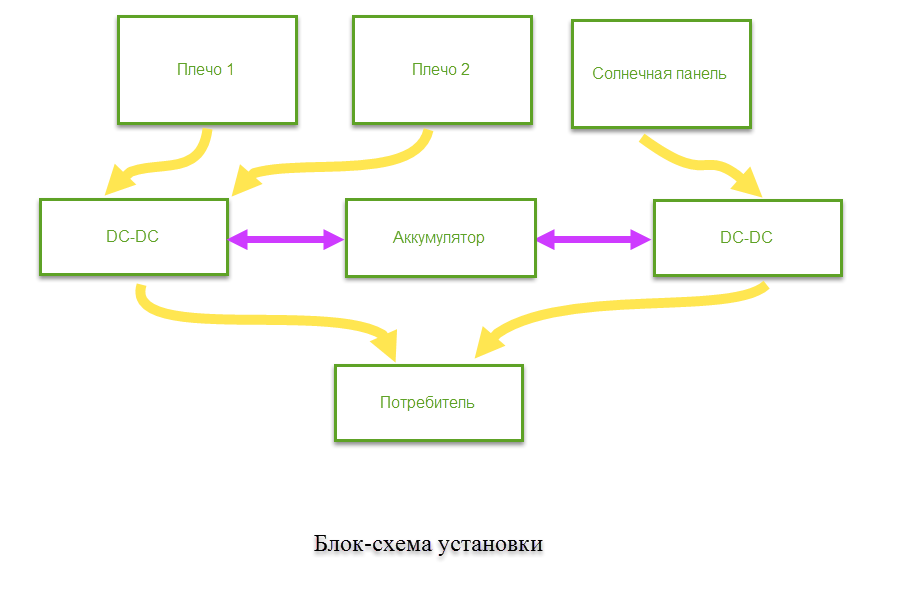 Плечо 1
Плечо 2
Солнечная панель
DC-DC
Аккумулятор
DC-DC
Потребитель
Блок-схема установки